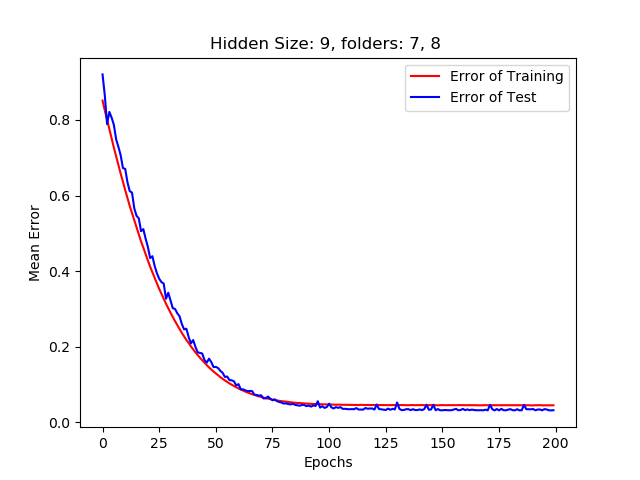 Hidden Size: 9, folders: 7, 8
Error of Training
Error of Test
Mean Error
0.8
0.6
0.4
0.2
0.0
0 25 50 75 100 125 150 175 200
Epochs